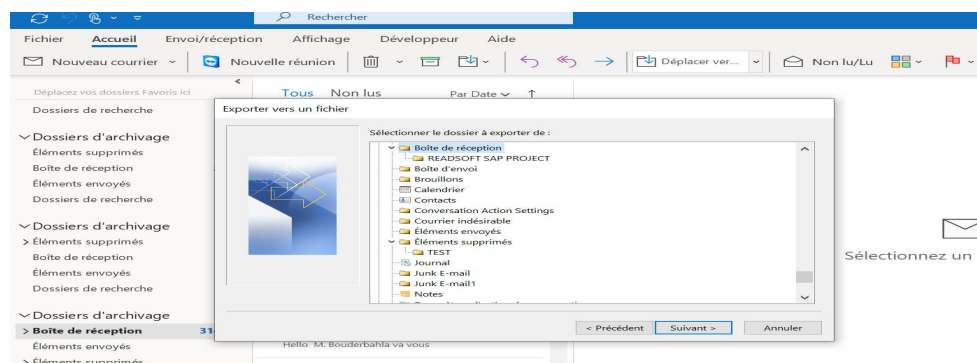 Rechercher
Fichier Accueil Envoi/réception Affichage Développeur Aide
Nouveau courrier Nouvelle réunion Déplacer ver... Non lu/Lu
Déplacez vos dossiers Favoris ici
Tous Non lus Par Date
Dossiers de recherche
Dossiers d'archivage
Éléments supprimés
Boîte de réception
Éléments envoyés
Dossiers de recherche
Dossiers d'archivage
Éléments supprimés
Boîte de réception
Éléments envoyés
Dossiers de recherche
Dossiers d'archivage
Boîte de réception 31
Éléments envoyés
Éléments supprimés
Exporter vers un fichier
Sélectionner le dossier à exporter de :
Boîte de réception
READSOFT SAP PROJECT
Boîte d'envoi
Brouillons
Calendrier
Contacts
Conversation Action Settings
Courrier indésirable
Éléments envoyés
Éléments supprimés
TEST
Journal
Junk E-mail
Junk E-mail1
Notes
< Précédent Suivant > Annuler
Hello M. Bouderbahla va vous
Sélectionnez un